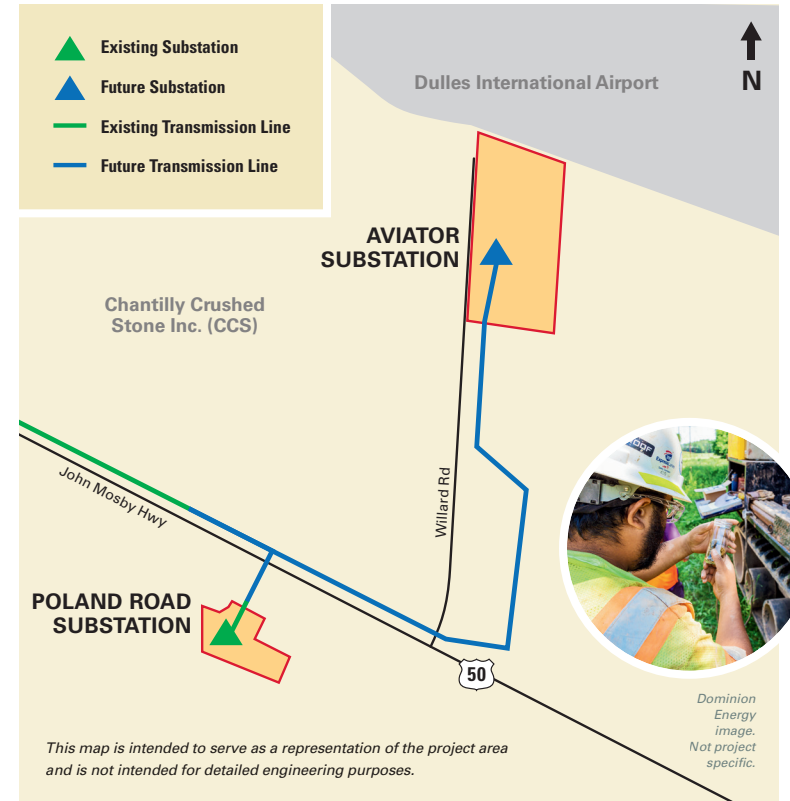 Existing Substation
Future Substation
Existing Transmission Line
Future Transmission Line
Dulles International Airport
N
AVIATOR
SUBSTATION
Chantilly Crushed
Stone Inc. (CCS)
John Mosby Hwy
Willard Rd
POLAND ROAD
SUBSTATION
50
Dominion
Energy
image.
Not project
specific.
This map is intended to serve as a representation of the project area
and is not intended for detailed engineering purposes.